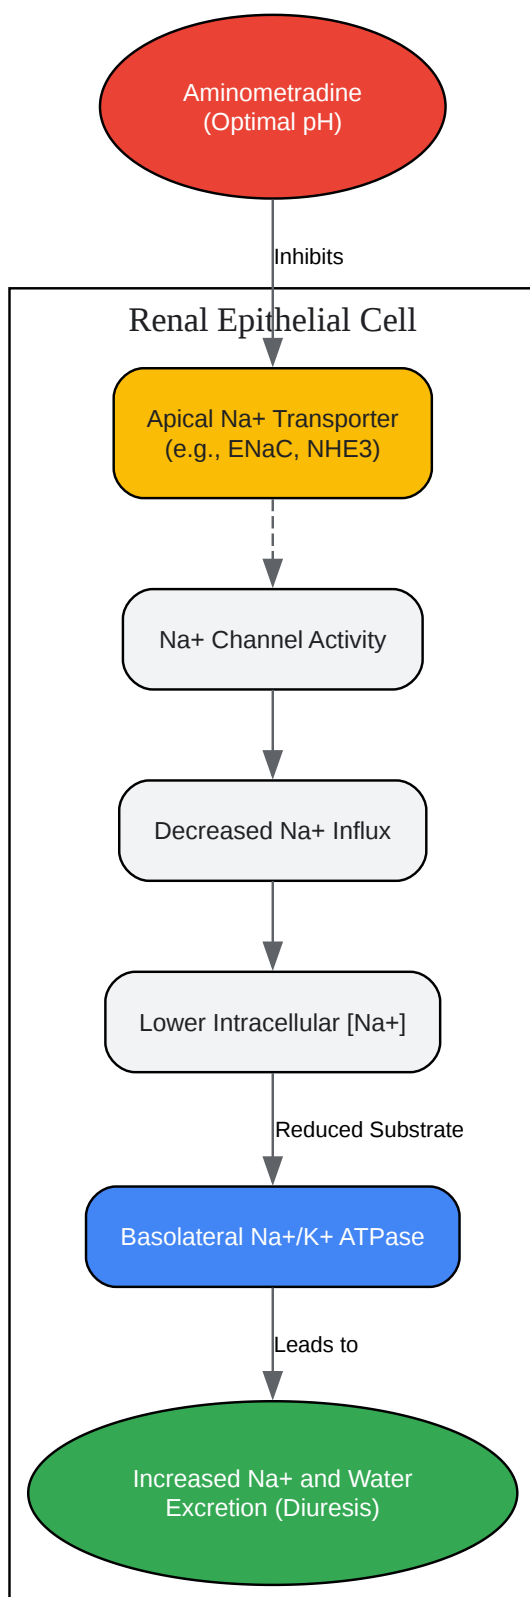 Aminometradine
(Optimal pH)
Inhibits
Renal Epithelial Cell
Apical Na+ Transporter
(e.g., ENaC, NHE3)
Na+ Channel Activity
Decreased Na+ Influx
Lower Intracellular [Na+]
Reduced Substrate
Basolateral Na+/K+ ATPase
Leads to
Increased Na+ and Water
Excretion (Diuresis)